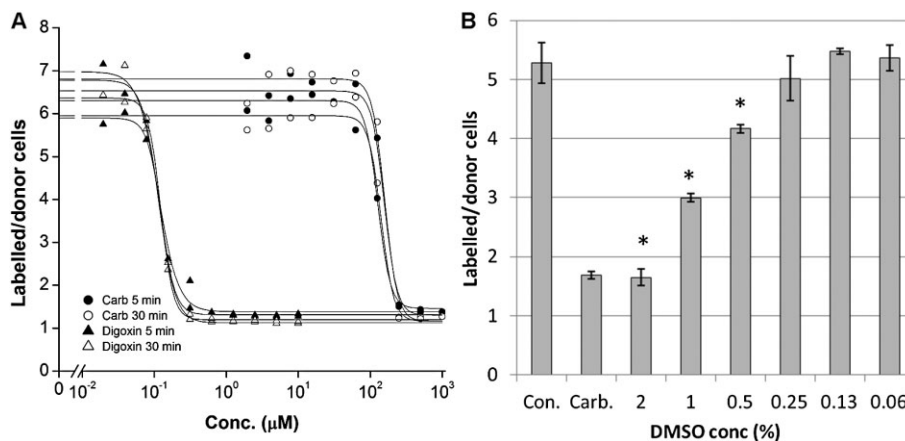 A
Labelled/donor cells
8
7
6
5
4
3
2
1
0
Carb 5 min
Carb 30 min
Digoxin 5 min
Digoxin 30 min
0 10-2 10-1 100 101 102 103
Conc. (μM)
B
Labelled/donor cells
6
5
4
3
2
1
0
*
*
*
Con. Carb. 2 1 0.5 0.25 0.13 0.06
DMSO conc (%)